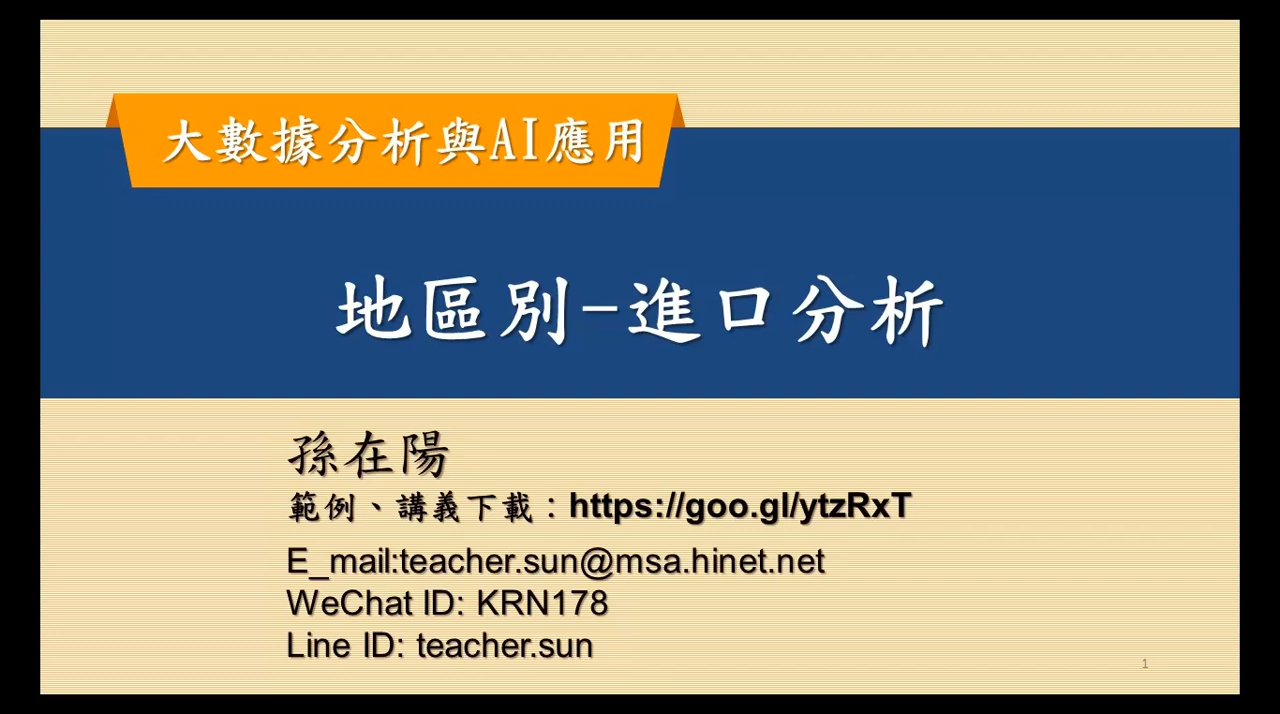 大數據分析與AI應用
地區別-進口分析
孫在陽
範例、講義下載：https://goo.gl/ytzRxT
E_mail:teacher.sun@msa.hinet.net
WeChat ID: KRN178
Line ID: teacher.sun
1